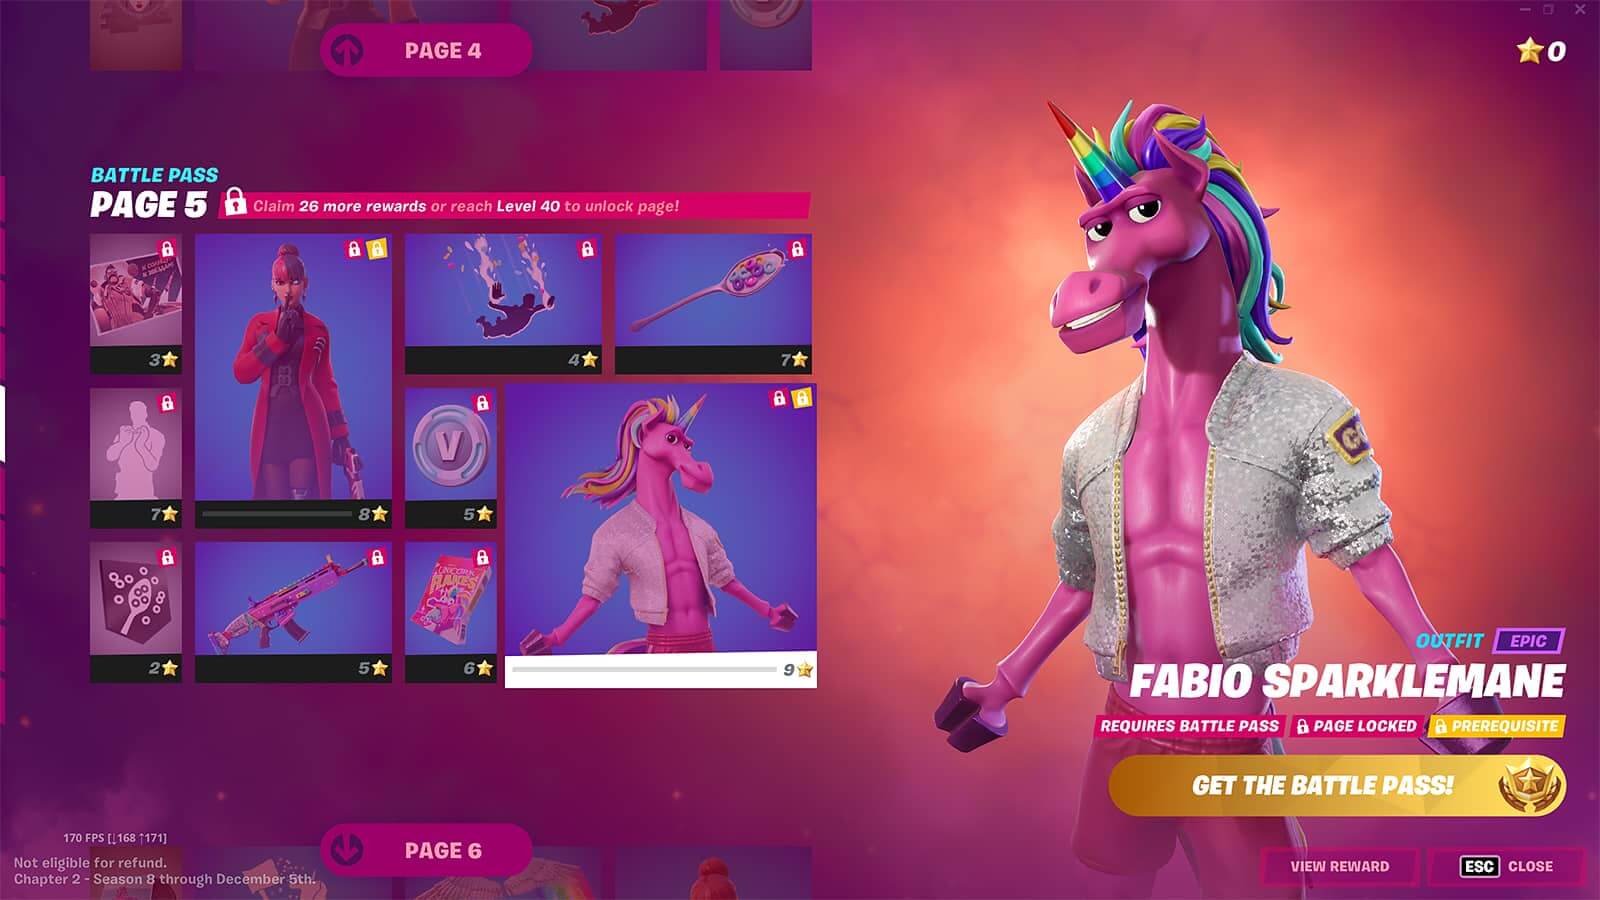 PAGE 4
0
BATTLE PASS
PAGE 5
Claim 26 more rewards or reach Level 40 to unlock page!
3
4
7
7
8
V
5
2
5
UNICORN
FLAKES
6
9
OUTFIT EPIC
FABIO SPARKLEMANE
REQUIRES BATTLE PASS PAGE LOCKED PREREQUISITE
GET THE BATTLE PASS!
170 FPS [↓168 ↑171]
Not eligible for refund.
Chapter 2 - Season 8 through December 5th.
PAGE 6
VIEW REWARD
ESC CLOSE